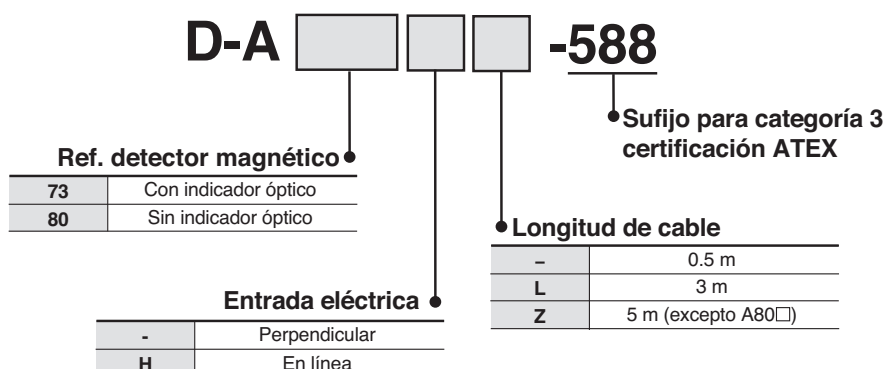 D-A -588
Sufijo para categoría 3
certificación ATEX
Ref. detector magnético
73 Con indicador óptico
80 Sin indicador óptico
Longitud de cable
– 0.5 m
L 3 m
Z 5 m (excepto A80□)
Entrada eléctrica
- Perpendicular
H En línea